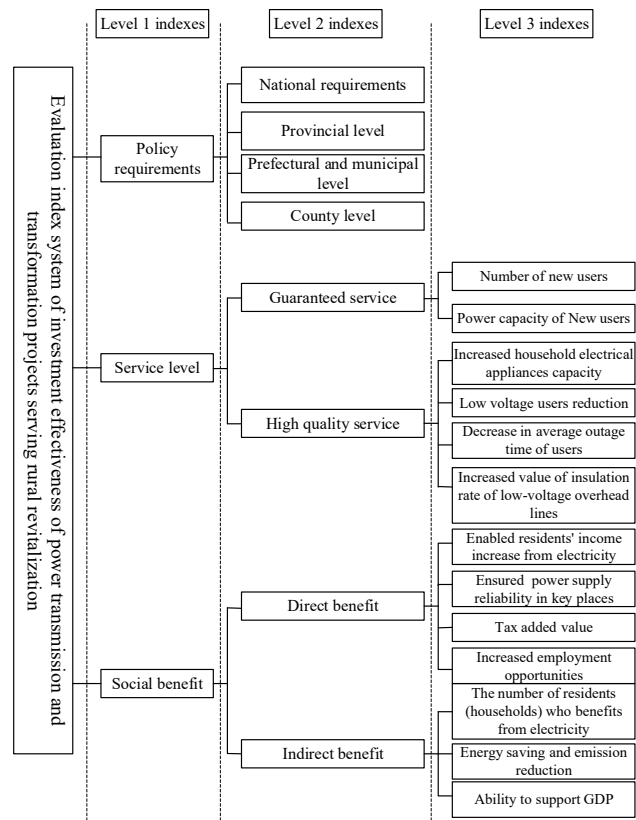 Level 1 indexes
Level 2 indexes
Level 3 indexes
Evaluation index system of investment effectiveness of power transmission and
transformation projects serving rural revitalization
Policy
requirements
National requirements
Provincial level
Prefectural and municipal
level
County level
Service level
Guaranteed service
Number of new users
Power capacity of New users
High quality service
Increased household electrical
appliances capacity
Low voltage users reduction
Decrease in average outage
time of users
Increased value of insulation
rate of low-voltage overhead
lines
Social benefit
Direct benefit
Enabled residents' income
increase from electricity
Ensured power supply
reliability in key places
Tax added value
Increased employment
opportunities
Indirect benefit
The number of residents
(households) who benefits
from electricity
Energy saving and emission
reduction
Ability to support GDP